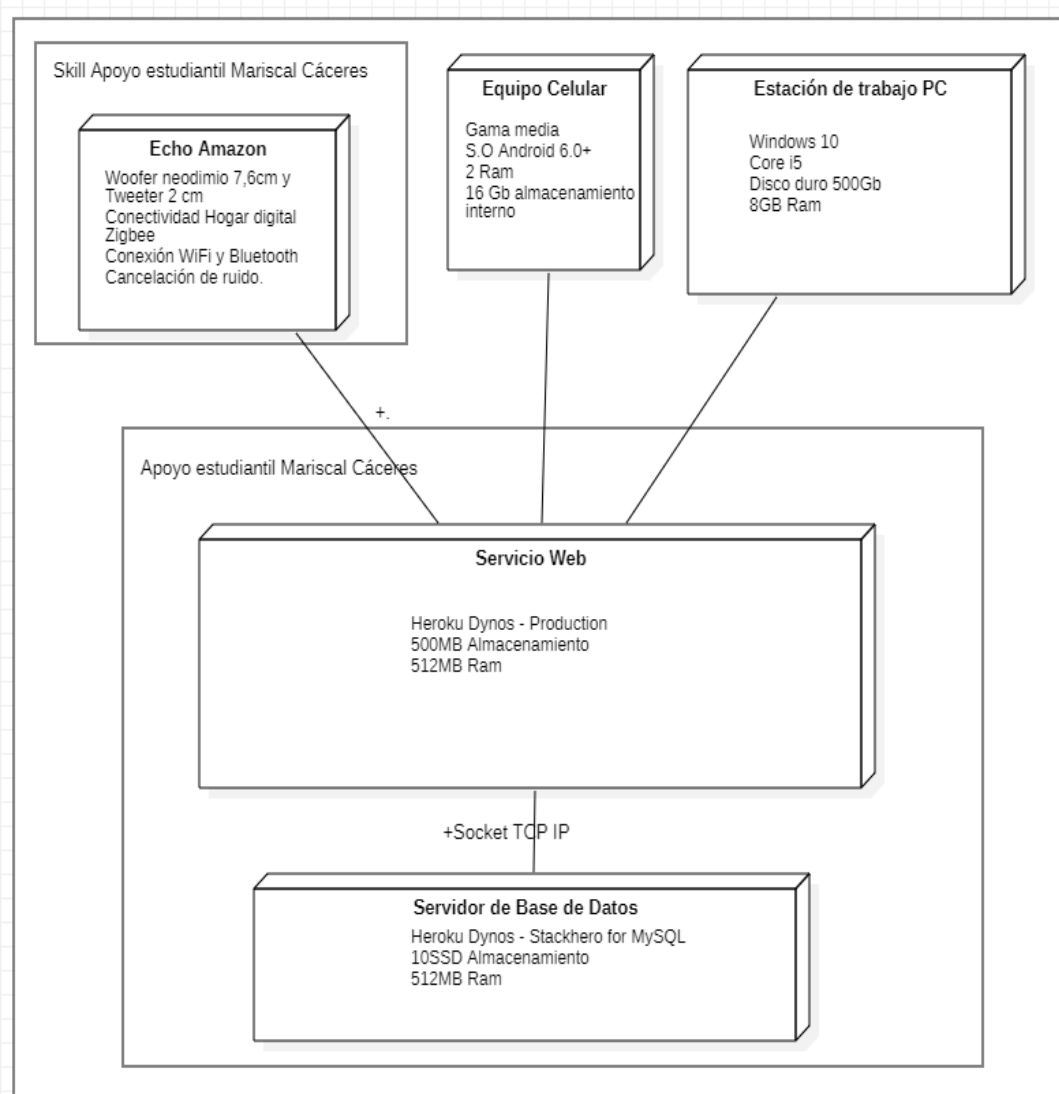 Skill Apoyo estudiantil Mariscal Cáceres
Echo Amazon
Woofer neodimio 7,6cm y
Tweeter 2 cm
Conectividad Hogar digital
Zigbee
Conexión WiFi y Bluetooth
Cancelación de ruido.
Equipo Celular
Gama media
S.O Android 6.0+
2 Ram
16 Gb almacenamiento
interno
Estación de trabajo PC
Windows 10
Core i5
Disco duro 500Gb
8GB Ram
+.
Apoyo estudiantil Mariscal Cáceres
Servicio Web
Heroku Dynos - Production
500MB Almacenamiento
512MB Ram
+Socket TCP IP
Servidor de Base de Datos
Heroku Dynos - Stackhero for MySQL
10SSD Almacenamiento
512MB Ram